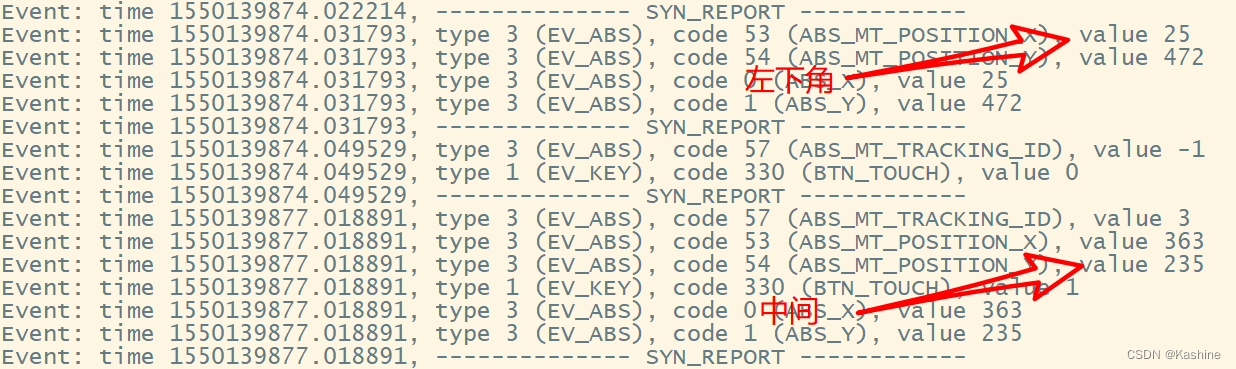 Event: time 1550139874.022214, -------------- SYN_REPORT ------------
Event: time 1550139874.031793, type 3 (EV_ABS), code 53 (ABS_MT_POSITION_X), value 25
Event: time 1550139874.031793, type 3 (EV_ABS), code 54 (ABS_MT_POSITION_Y), value 472
Event: time 1550139874.031793, type 3 (EV_ABS), code 0 (ABS_X), value 25
左下角
Event: time 1550139874.031793, type 3 (EV_ABS), code 1 (ABS_Y), value 472
Event: time 1550139874.031793, -------------- SYN_REPORT ------------
Event: time 1550139874.049529, type 3 (EV_ABS), code 57 (ABS_MT_TRACKING_ID), value -1
Event: time 1550139874.049529, type 1 (EV_KEY), code 330 (BTN_TOUCH), value 0
Event: time 1550139874.049529, -------------- SYN_REPORT ------------
Event: time 1550139877.018891, type 3 (EV_ABS), code 57 (ABS_MT_TRACKING_ID), value 3
Event: time 1550139877.018891, type 3 (EV_ABS), code 53 (ABS_MT_POSITION_X), value 363
Event: time 1550139877.018891, type 3 (EV_ABS), code 54 (ABS_MT_POSITION_Y), value 235
Event: time 1550139877.018891, type 1 (EV_KEY), code 330 (BTN_TOUCH), value 1
Event: time 1550139877.018891, type 3 (EV_ABS), code 0 (ABS_X), value 363
中间
Event: time 1550139877.018891, type 3 (EV_ABS), code 1 (ABS_Y), value 235
Event: time 1550139877.018891, -------------- SYN_REPORT ------------
CSDN @Kashine